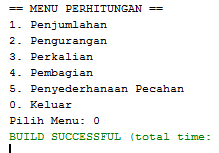 == MENU PERHITUNGAN ==
1. Penjumlahan
2. Pengurangan
3. Perkalian
4. Pembagian
5. Penyederhanaan Pecahan
0. Keluar
Pilih Menu: 0
BUILD SUCCESSFUL (total time: